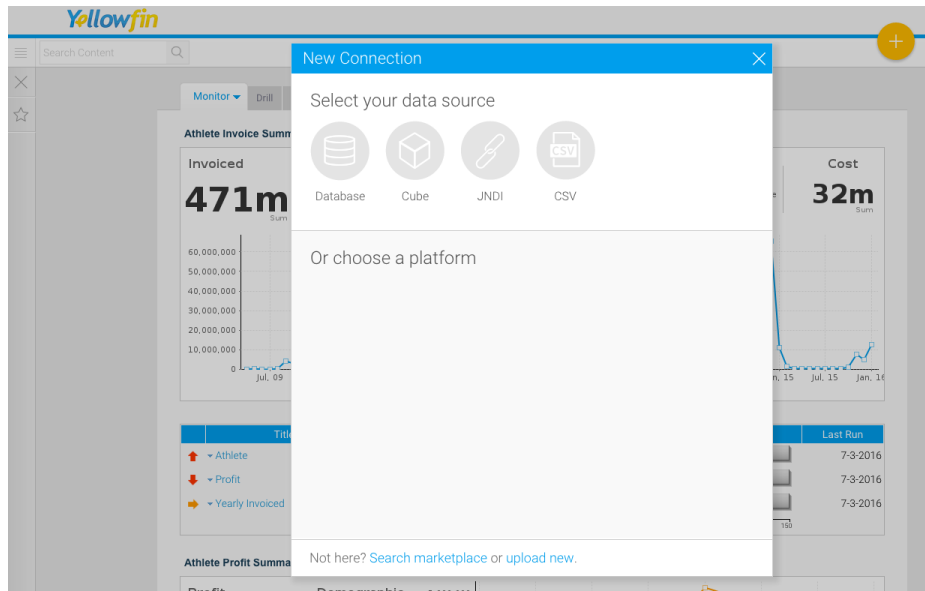 Yellowfin
Search Content
New Connection
Monitor
Drill
Select your data source
Athlete Invoice Summ
Invoiced
471m
Sum
Database
Cube
JNDI
CSV
CSV
Cost
32m
Sum
60,000,000
50,000,000
40,000,000
30,000,000
20,000,000
10,000,000
0
Jul, 09
Or choose a platform
n, 15
Jul, 15
Jan, 16
Title
Last Run
Athlete
7-3-2016
Profit
7-3-2016
Yearly Invoiced
7-3-2016
150
Not here? Search marketplace or upload new.
Athlete Profit Summa
Profit
Demographic